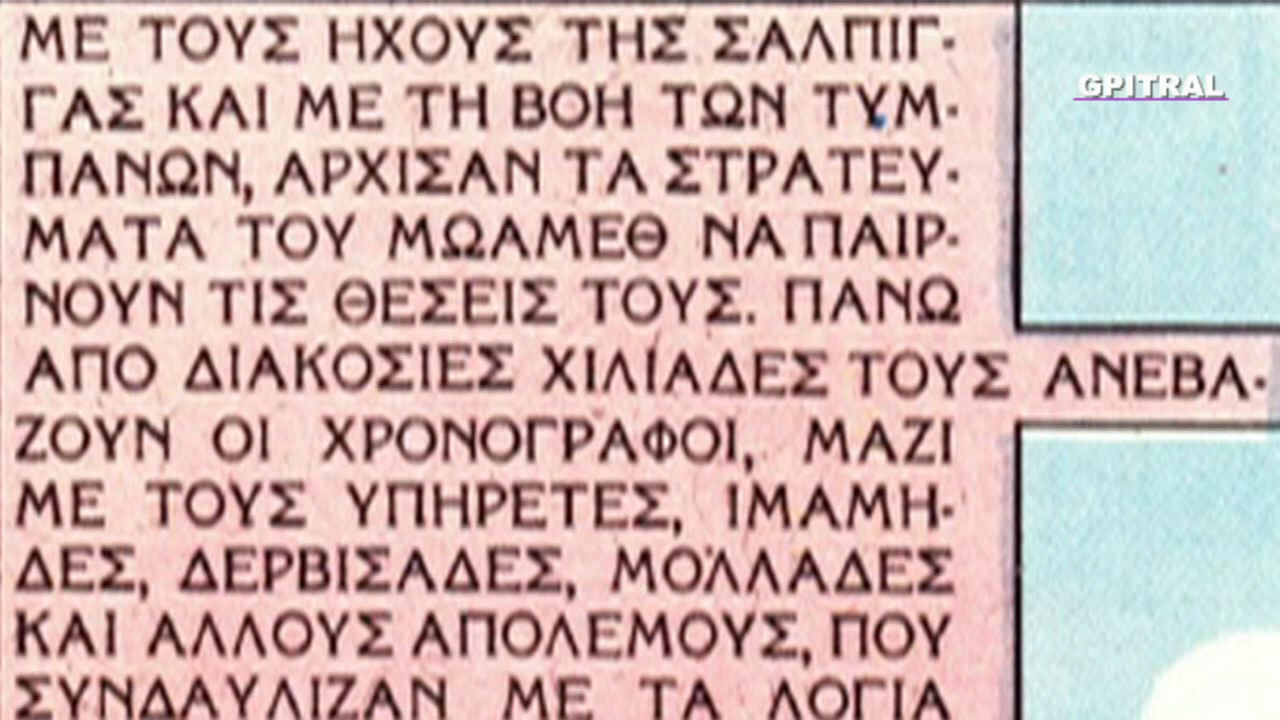 ΜΕ ΤΟΥΣ ΗΧΟΥΣ ΤΗΣ ΣΑΛΠΙΓ-
ΓΑΣ ΚΑΙ ΜΕ ΤΗ ΒΟΗ ΤΩΝ ΤΥΜ-
ΠΑΝΩΝ, ΑΡΧΙΣΑΝ ΤΑ ΣΤΡΑΤΕΥ-
ΜΑΤΑ ΤΟΥ ΜΩΑΜΕΘ ΝΑ ΠΑΙΡ-
ΝΟΥΝ ΤΙΣ ΘΕΣΕΙΣ ΤΟΥΣ. ΠΑΝΩ
ΑΠΟ ΔΙΑΚΟΣΙΕΣ ΧΙΛΙΑΔΕΣ ΤΟΥΣ ΑΝΕΒΑ-
ΖΟΥΝ ΟΙ ΧΡΟΝΟΓΡΑΦΟΙ, ΜΑΖΙ
ΜΕ ΤΟΥΣ ΥΠΗΡΕΤΕΣ, ΙΜΑΜΗ-
ΔΕΣ, ΔΕΡΒΙΣΑΔΕΣ, ΜΟΛΛΑΔΕΣ
ΚΑΙ ΑΛΛΟΥΣ ΑΠΟΛΕΜΟΥΣ, ΠΟΥ
ΣΥΝΔΑΥΛΙΖΑΝ ΜΕ ΤΑ ΛΟΓΙΑ
GPITRAL